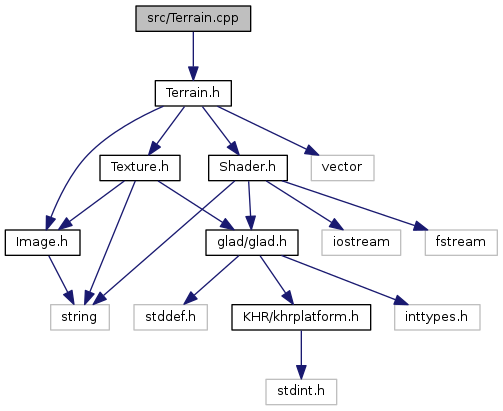 src/Terrain.cpp
Terrain.h
Texture.h
Shader.h
vector
Image.h
glad/glad.h
iostream
fstream
string
stddef.h
KHR/khrplatform.h
inttypes.h
stdint.h